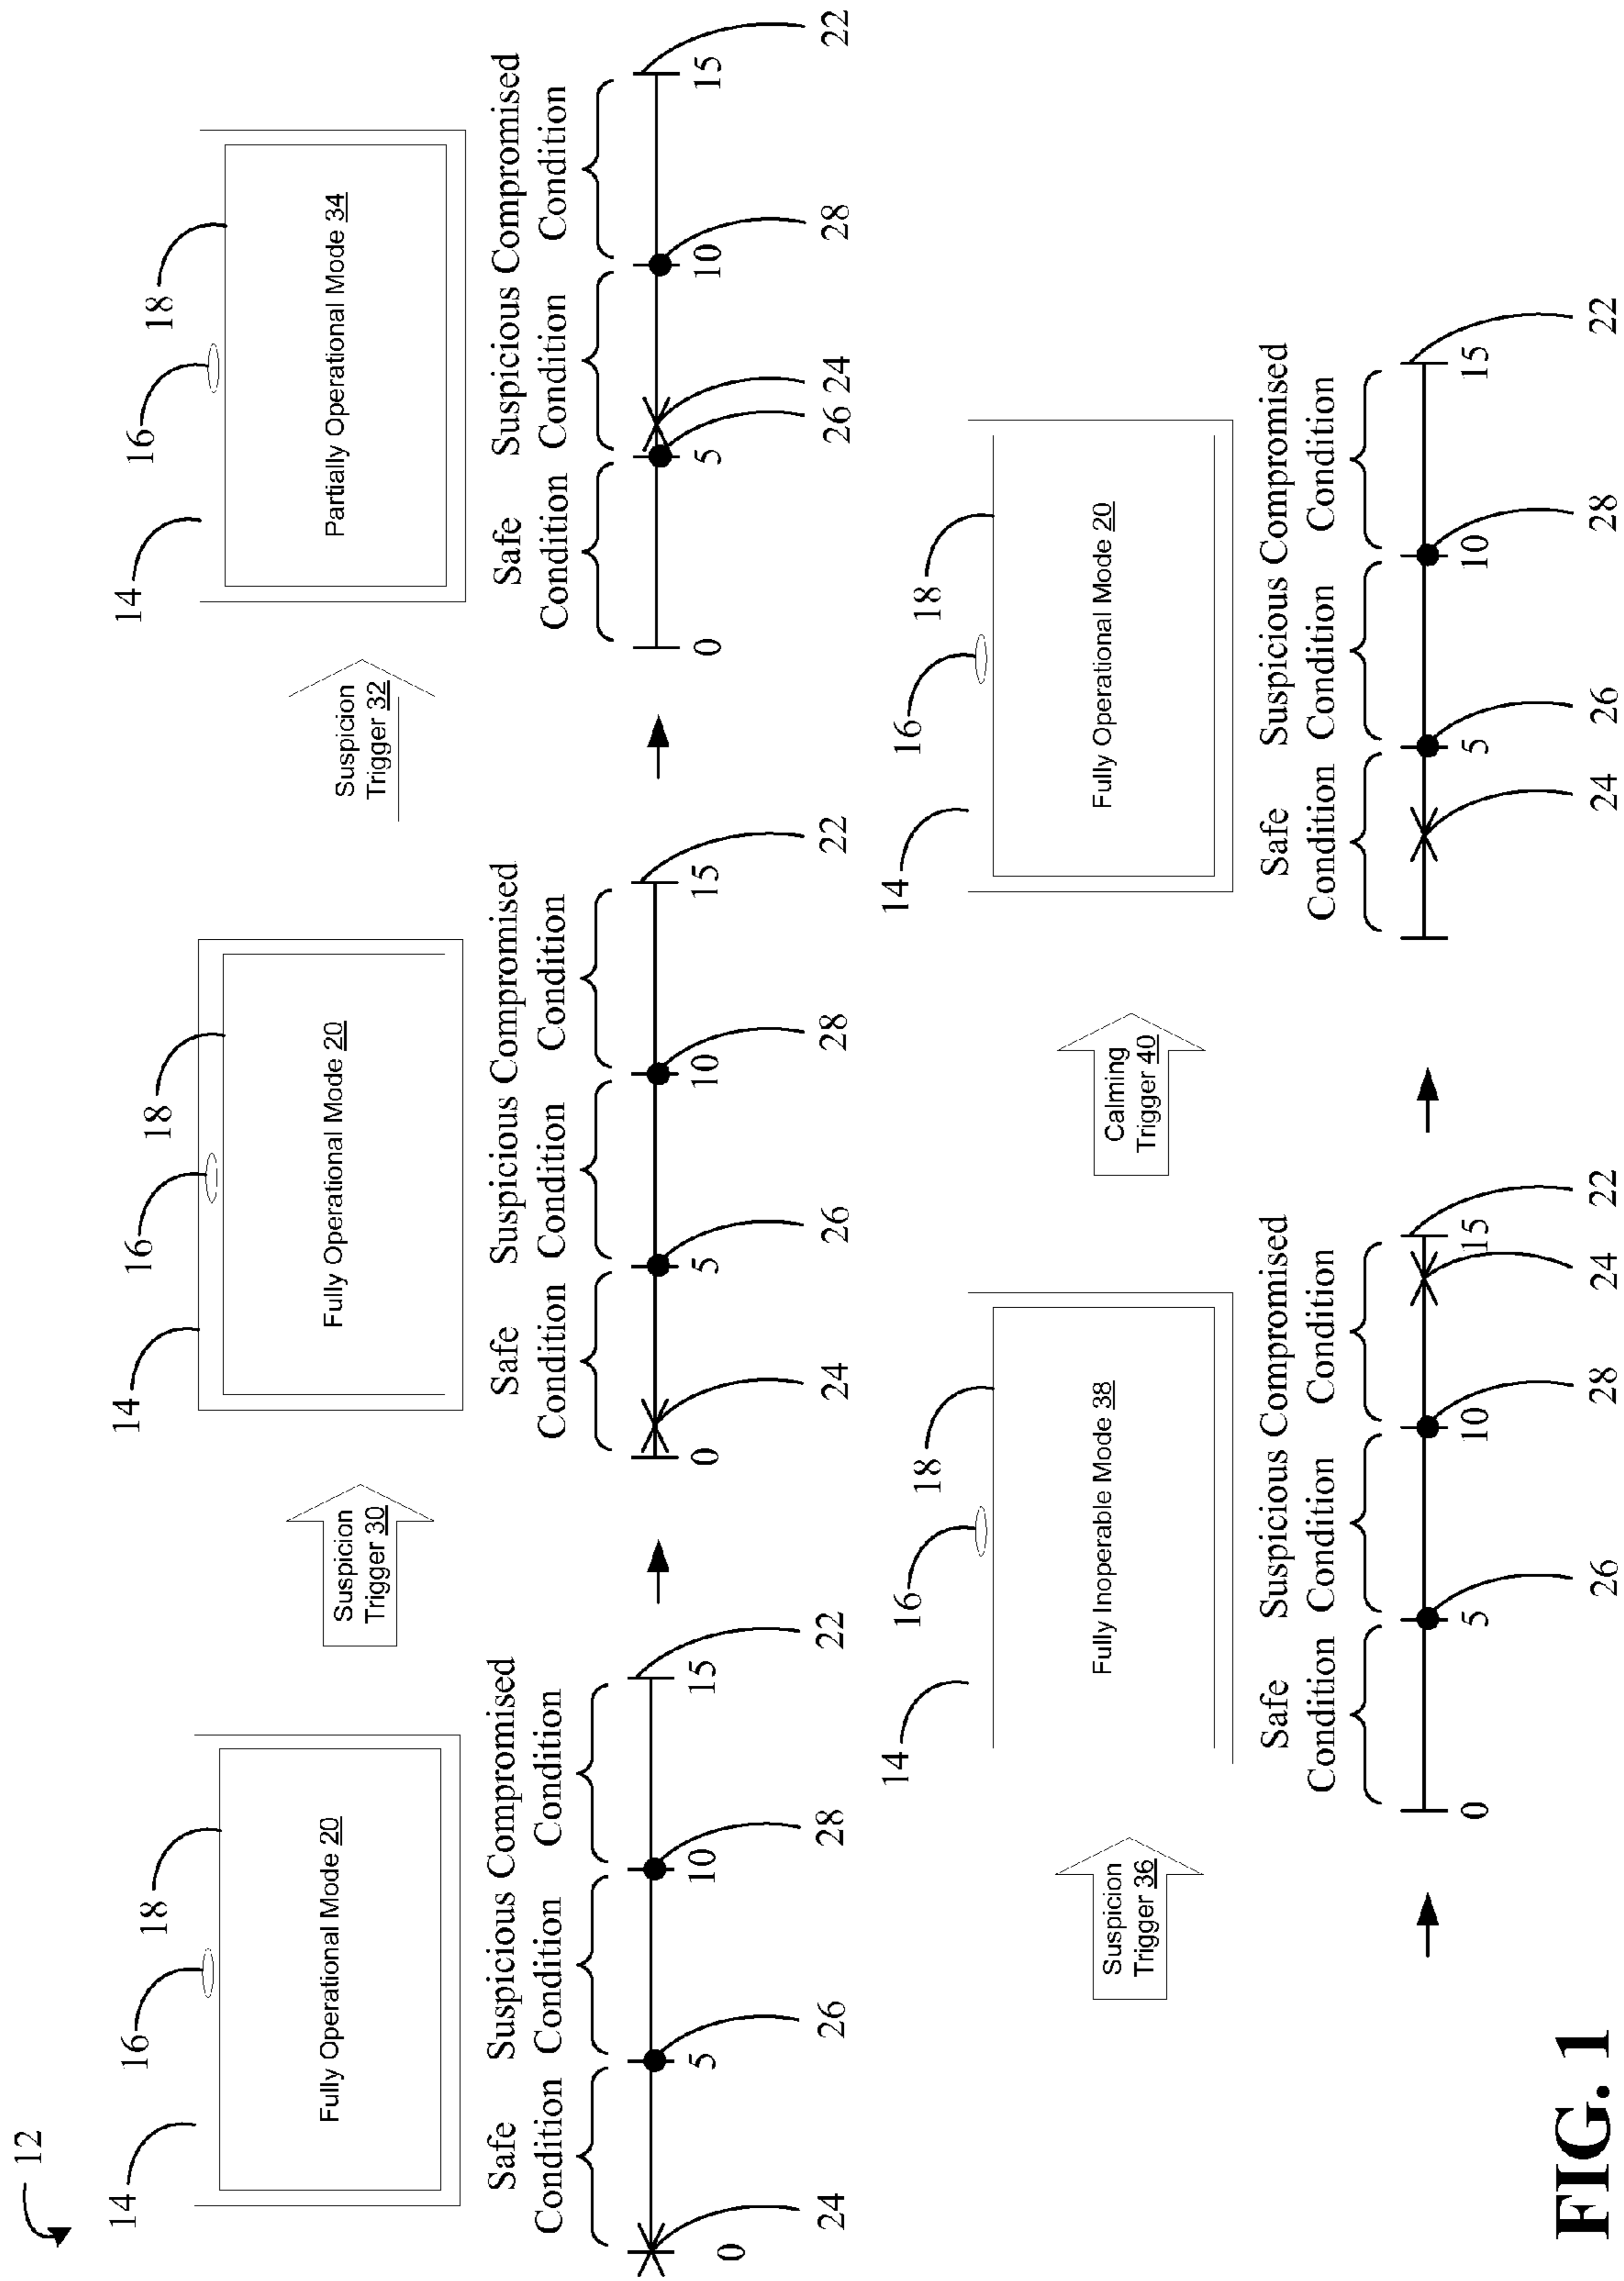 12
14
16
18
Fully Operational Mode 20
Safe
Condition
Suspicious
Condition
Compromised
Condition
0
5
10
15
24
26
28
22
Suspicion
Trigger 30
14
16
18
Fully Operational Mode 20
Safe
Condition
Suspicious
Condition
Compromised
Condition
0
5
10
15
24
26
28
22
Suspicion
Trigger 32
14
16
18
Partially Operational Mode 34
Safe
Condition
Suspicious
Condition
Compromised
Condition
0
5
10
15
26
24
28
22
Suspicion
Trigger 36
14
16
18
Fully Inoperable Mode 38
Safe
Condition
Suspicious
Condition
Compromised
Condition
0
5
10
15
26
28
24
22
Calming
Trigger 40
14
16
18
Fully Operational Mode 20
Safe
Condition
Suspicious
Condition
Compromised
Condition
5
10
15
24
26
28
22
FIG. 1